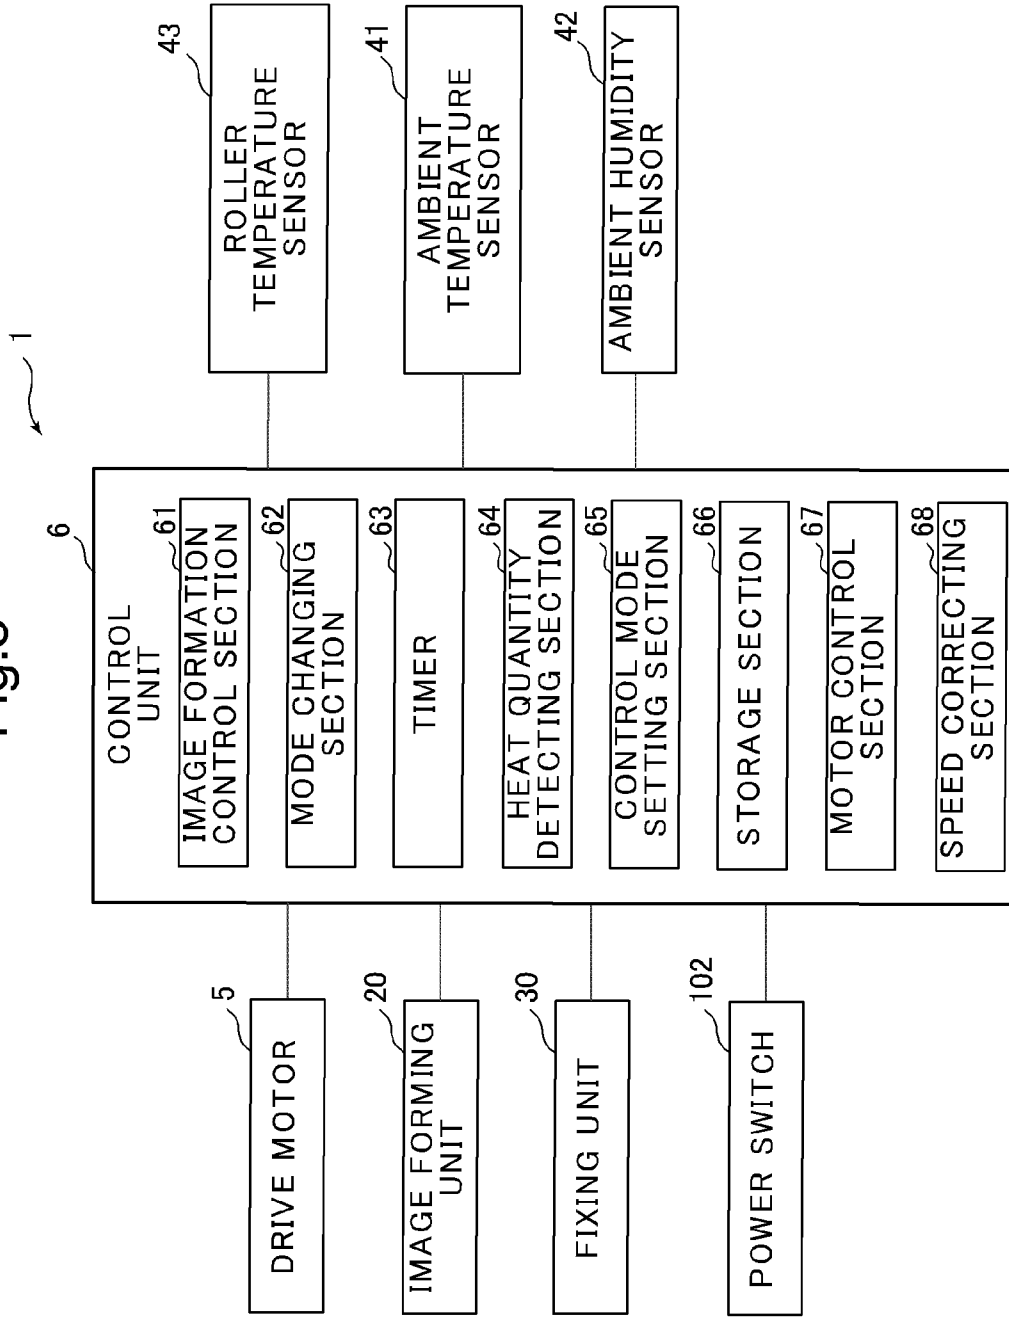 1
5
DRIVE MOTOR
20
IMAGE FORMING
UNIT
30
FIXING UNIT
102
POWER SWITCH
6
CONTROL
UNIT
61
IMAGE FORMATION
CONTROL SECTION
62
MODE CHANGING
SECTION
63
TIMER
64
HEAT QUANTITY
DETECTING SECTION
65
CONTROL MODE
SETTING SECTION
66
STORAGE SECTION
67
MOTOR CONTROL
SECTION
68
SPEED CORRECTING
SECTION
43
ROLLER
TEMPERATURE
SENSOR
41
AMBIENT
TEMPERATURE
SENSOR
42
AMBIENT HUMIDITY
SENSOR